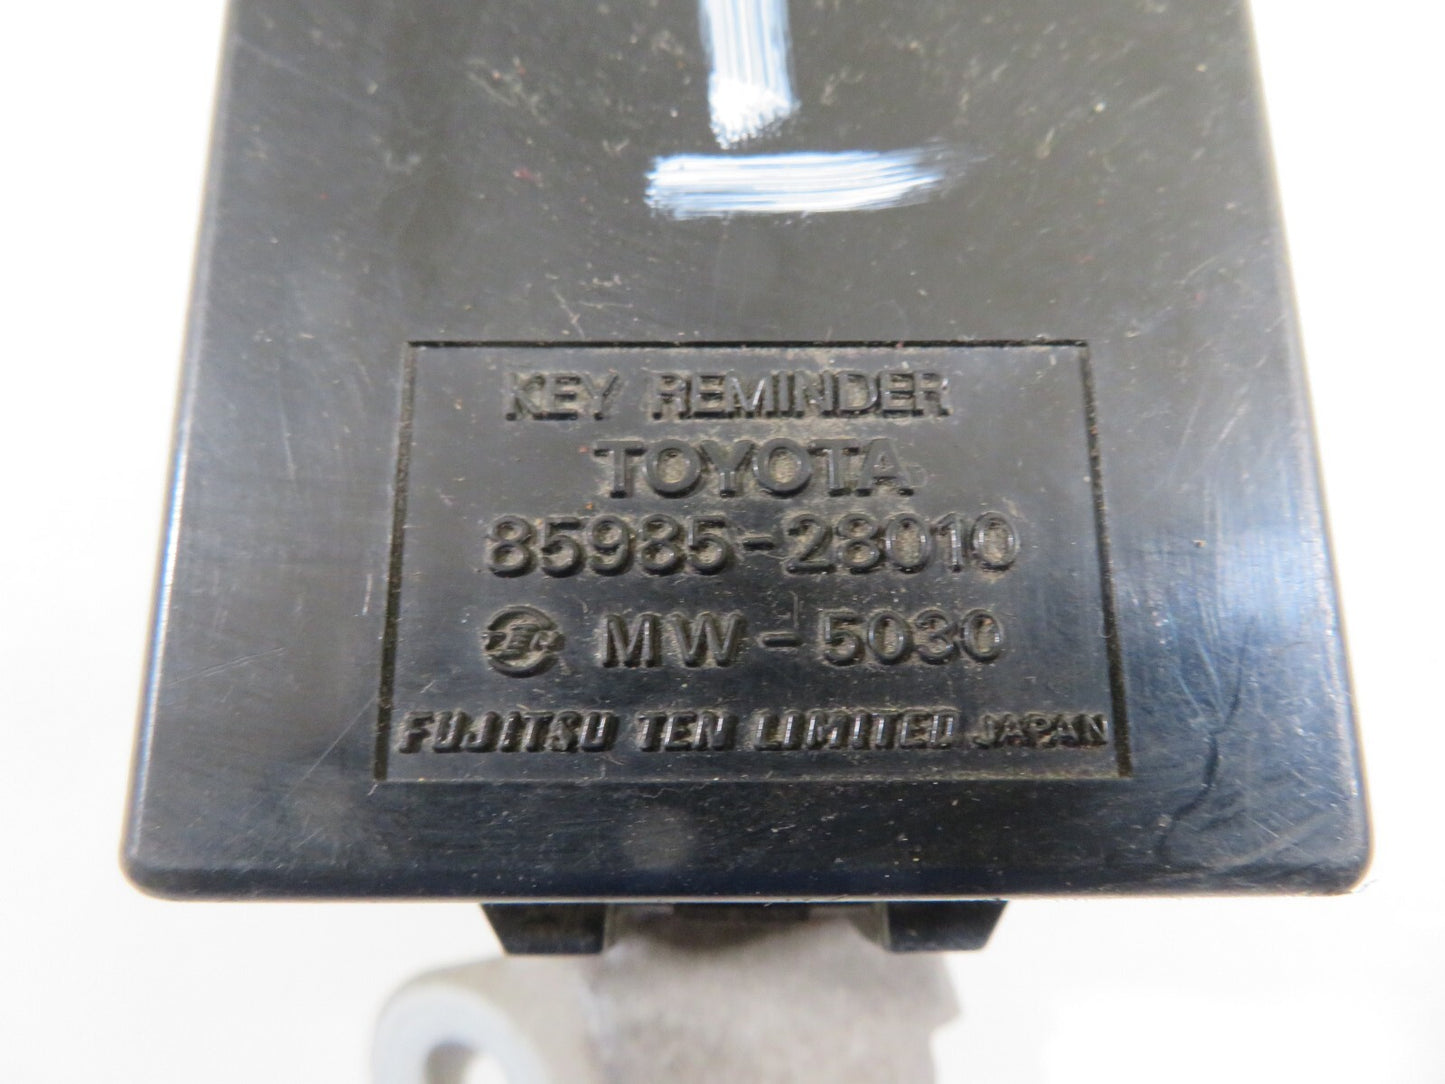 KEY REMINDER
TOYOTA
85985-28010
MW-5030
FUJITSU TEN LIMITED JAPAN